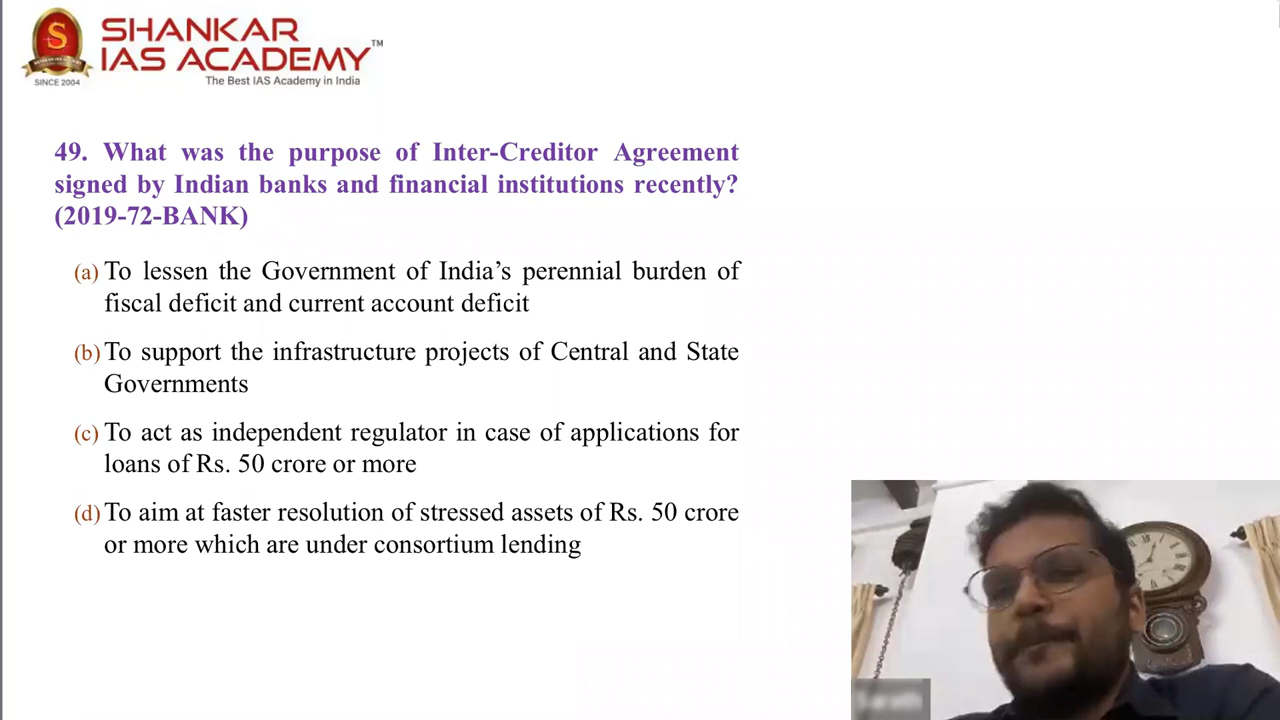 SHANKAR
IAS ACADEMY™
The Best IAS Academy in India
SINCE 2004
49. What was the purpose of Inter-Creditor Agreement
signed by Indian banks and financial institutions recently?
(2019-72-BANK)
(a) To lessen the Government of India’s perennial burden of
fiscal deficit and current account deficit
(b) To support the infrastructure projects of Central and State
Governments
(c) To act as independent regulator in case of applications for
loans of Rs. 50 crore or more
(d) To aim at faster resolution of stressed assets of Rs. 50 crore
or more which are under consortium lending